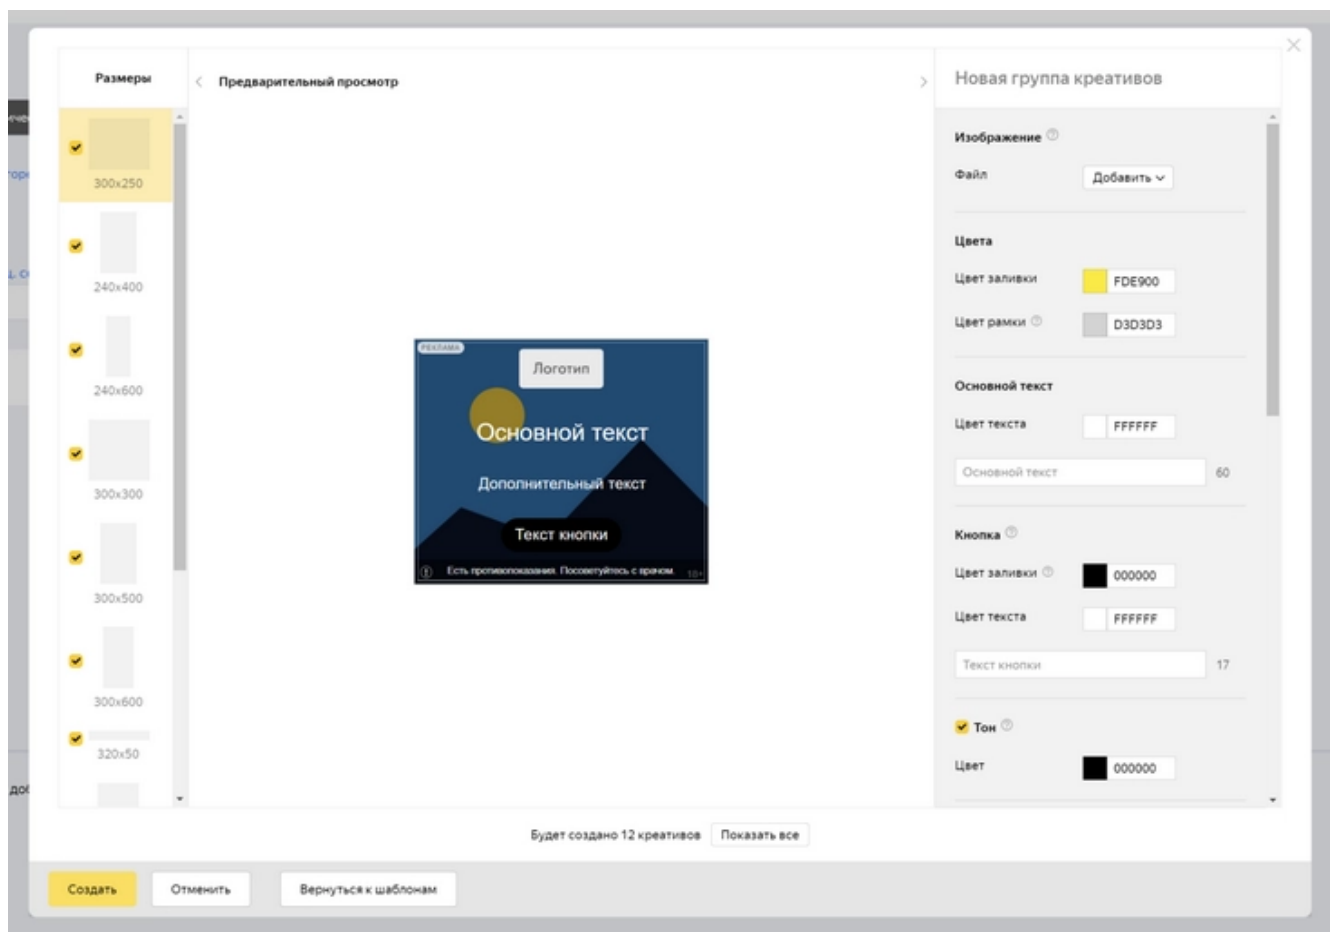 Размеры
Предварительный просмотр
Новая группа креативов
300x250
240x400
240x600
300x300
300x500
300x600
320x50
РЕКЛАМА
Логотип
Основной текст
Дополнительный текст
Текст кнопки
Есть противопоказания. Посоветуйтесь с врачом.
18+
Изображение
Файл
Добавить
Цвета
Цвет заливки
FDE900
Цвет рамки
D3D3D3
Основной текст
Цвет текста
FFFFFF
Основной текст
60
Кнопка
Цвет заливки
000000
Цвет текста
FFFFFF
Текст кнопки
17
Тон
Цвет
000000
Будет создано 12 креативов
Показать все
Создать
Отменить
Вернуться к шаблонам